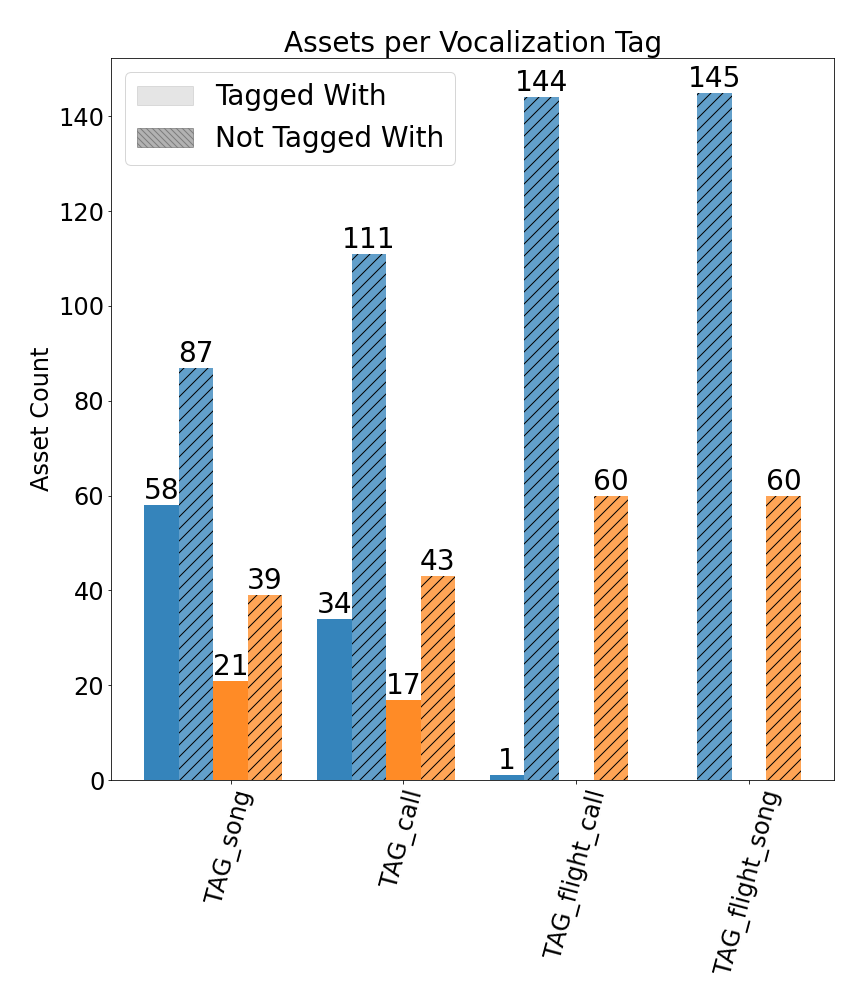 Assets per Vocalization Tag
Tagged With
Not Tagged With
Asset Count
140
120
100
80
60
40
20
0
58
87
21
39
34
111
17
43
1
144
60
145
60
TAG_song
TAG_call
TAG_flight_call
TAG_flight_song